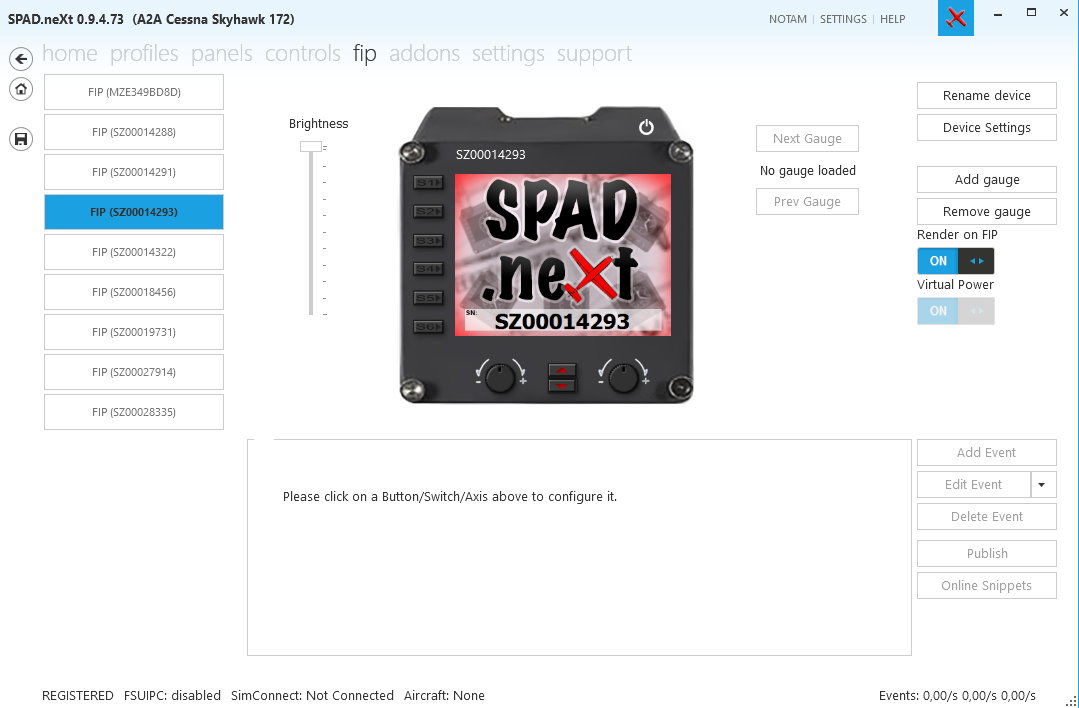 SPAD.neXt 0.9.4.73 (A2A Cessna Skyhawk 172)
NOTAM | SETTINGS | HELP
home profiles panels controls fip addons settings support
FIP (MZE349BD8D)
FIP (SZ00014288)
FIP (SZ00014291)
FIP (SZ00014293)
FIP (SZ00014322)
FIP (SZ00018456)
FIP (SZ00019731)
FIP (SZ00027914)
FIP (SZ00028335)
Brightness
SZ00014293
S1
S2
S3
S4
S5
S6
SPAD
.neXt
SN:
SZ00014293
- +
- +
Next Gauge
No gauge loaded
Prev Gauge
Rename device
Device Settings
Add gauge
Remove gauge
Render on FIP
ON
Virtual Power
ON
Please click on a Button/Switch/Axis above to configure it.
Add Event
Edit Event
Delete Event
Publish
Online Snippets
REGISTERED FSUIPC: disabled SimConnect: Not Connected Aircraft: None
Events: 0,00/s 0,00/s 0,00/s